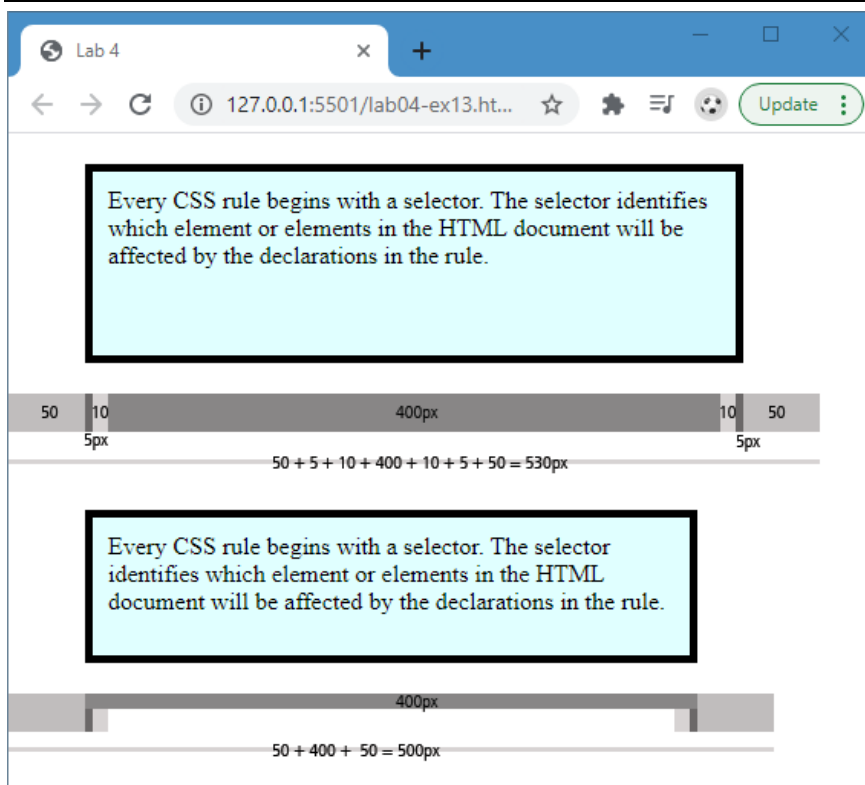 Lab 4
127.0.0.1:5501/lab04-ex13.ht...
Update
Every CSS rule begins with a selector. The selector identifies
which element or elements in the HTML document will be
affected by the declarations in the rule.
50 10 400px 10 50
5px 5px
50 + 5 + 10 + 400 + 10 + 5 + 50 = 530px
Every CSS rule begins with a selector. The selector
identifies which element or elements in the HTML
document will be affected by the declarations in the rule.
400px
50 + 400 + 50 = 500px